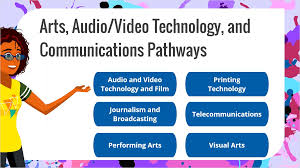 Arts, Audio/Video Technology, and
Communications Pathways
Audio and Video
Technology and Film
Printing
Technology
Journalism and
Broadcasting
Telecommunications
Performing Arts
Visual Arts